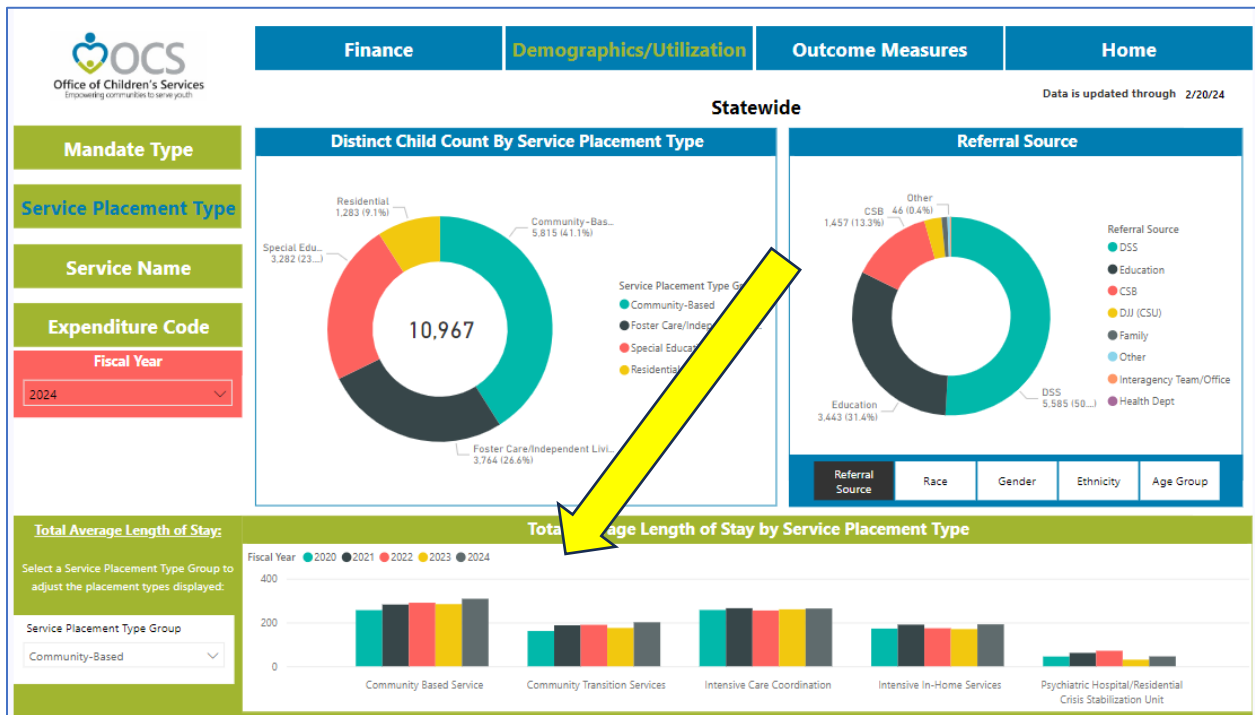 OCS
Office of Children's Services
Empowering communities to serve youth
Finance
Demographics/Utilization
Outcome Measures
Home
Data is updated through 2/20/24
Statewide
Mandate Type
Service Placement Type
Service Name
Expenditure Code
Fiscal Year
2024
Distinct Child Count By Service Placement Type
Residential
1,283 (9.1%)
Community-Bas...
5,815 (41.1%)
Special Edu...
3,282 (23...)
10,967
Foster Care/Independent Livi...
3,764 (26.6%)
Service Placement Type
Community-Based
Foster Care/
Special
Residential
Referral Source
Other
46 (0.4%)
CSB
1,457 (13.3%)
Education
3,443 (31.4%)
DSS
5,585 (50...)
Referral Source
DSS
Education
CSB
DJJ (CSU)
Family
Other
Interagency Team/Office
Health Dept
Referral Source
Race
Gender
Ethnicity
Age Group
Total Average Length of Stay:
Select a Service Placement Type Group to
adjust the placement types displayed:
Service Placement Type Group
Community-Based
Length of Stay by Service Placement Type
Fiscal Year 2020 2021 2022 2023 2024
400
200
0
Community Based Service
Community Transition Services
Intensive Care Coordination
Intensive In-Home Services
Psychiatric Hospital/Residential
Crisis Stabilization Unit